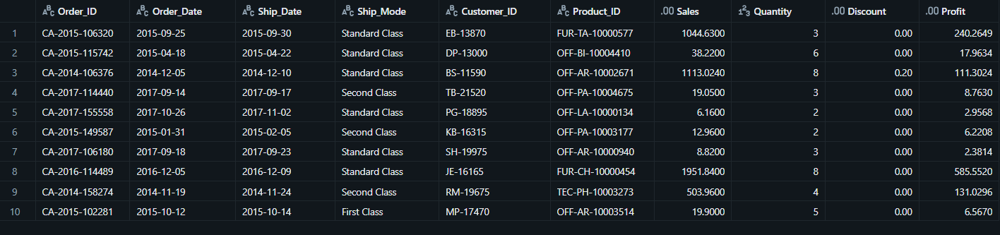 ABC Order_ID ABC Order_Date ABC Ship_Date ABC Ship_Mode ABC Customer_ID ABC Product_ID .00 Sales 123 Quantity .00 Discount .00 Profit
1 CA-2015-106320 2015-09-25 2015-09-30 Standard Class EB-13870 FUR-TA-10000577 1044.6300 3 0.00 240.2649
2 CA-2015-115742 2015-04-18 2015-04-22 Standard Class DP-13000 OFF-BI-10004410 38.2200 6 0.00 17.9634
3 CA-2014-106376 2014-12-05 2014-12-10 Standard Class BS-11590 OFF-AR-10002671 1113.0240 8 0.20 111.3024
4 CA-2017-114440 2017-09-14 2017-09-17 Second Class TB-21520 OFF-PA-10004675 19.0500 3 0.00 8.7630
5 CA-2017-155558 2017-10-26 2017-11-02 Standard Class PG-18895 OFF-LA-10000134 6.1600 2 0.00 2.9568
6 CA-2015-149587 2015-01-31 2015-02-05 Second Class KB-16315 OFF-PA-10003177 12.9600 2 0.00 6.2208
7 CA-2017-106180 2017-09-18 2017-09-23 Standard Class SH-19975 OFF-AR-10000940 8.8200 3 0.00 2.3814
8 CA-2016-114489 2016-12-05 2016-12-09 Standard Class JE-16165 FUR-CH-10000454 1951.8400 8 0.00 585.5520
9 CA-2014-158274 2014-11-19 2014-11-24 Second Class RM-19675 TEC-PH-10003273 503.9600 4 0.00 131.0296
10 CA-2015-102281 2015-10-12 2015-10-14 First Class MP-17470 OFF-AR-10003514 19.9000 5 0.00 6.5670